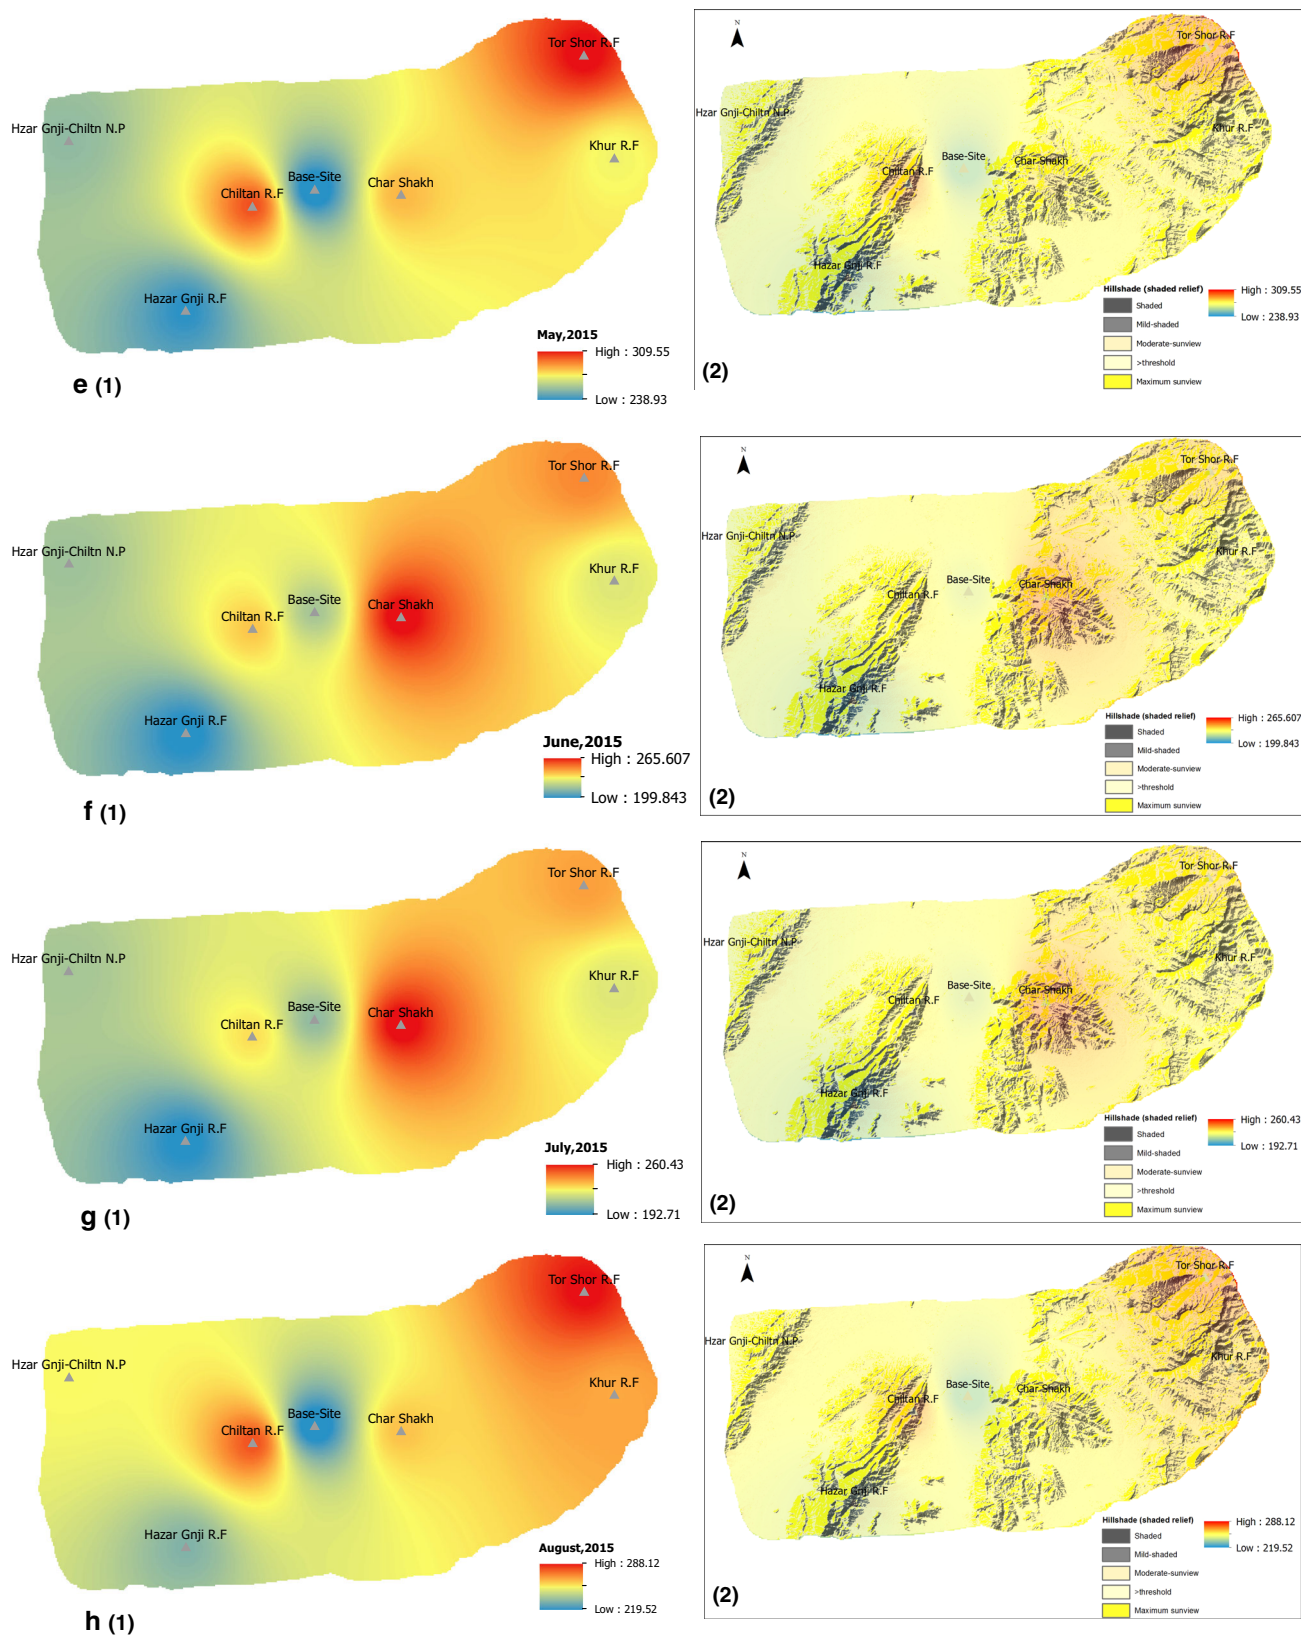 Tor Shor R.F
Hzar Gnji-Chiltn N.P
Khur R.F
Base-Site
Char Shakh
Chiltan R.F
Hazar Gnji R.F
May,2015
High : 309.55
Low : 238.93
e (1)
N
Tor Shor R.F
Hzar Gnji-Chiltn N.P
Khur R.F
Base-Site
Char Shakh
Chiltan R.F
Hazar Gnji R.F
Hillshade (shaded relief)
Shaded
Mild-shaded
Moderate-sunview
>threshold
Maximum sunview
High : 309.55
Low : 238.93
(2)
Tor Shor R.F
Hzar Gnji-Chiltn N.P
Khur R.F
Base-Site
Char Shakh
Chiltan R.F
Hazar Gnji R.F
June,2015
High : 265.607
Low : 199.843
f (1)
N
Tor Shor R.F
Hzar Gnji-Chiltn N.P
Khur R.F
Base-Site
Char Shakh
Chiltan R.F
Hazar Gnji R.F
Hillshade (shaded relief)
Shaded
Mild-shaded
Moderate-sunview
>threshold
Maximum sunview
High : 265.607
Low : 199.843
(2)
Tor Shor R.F
Hzar Gnji-Chiltn N.P
Khur R.F
Base-Site
Char Shakh
Chiltan R.F
Hazar Gnji R.F
July,2015
High : 260.43
Low : 192.71
g (1)
N
Tor Shor R.F
Hzar Gnji-Chiltn N.P
Khur R.F
Base-Site
Char Shakh
Chiltan R.F
Hazar Gnji R.F
Hillshade (shaded relief)
Shaded
Mild-shaded
Moderate-sunview
>threshold
Maximum sunview
High : 260.43
Low : 192.71
(2)
Tor Shor R.F
Hzar Gnji-Chiltn N.P
Khur R.F
Base-Site
Char Shakh
Chiltan R.F
Hazar Gnji R.F
August,2015
High : 288.12
Low : 219.52
h (1)
N
Tor Shor R.F
Hzar Gnji-Chiltn N.P
Khur R.F
Base-Site
Char Shakh
Chiltan R.F
Hazar Gnji R.F
Hillshade (shaded relief)
Shaded
Mild-shaded
Moderate-sunview
>threshold
Maximum sunview
High : 288.12
Low : 219.52
(2)